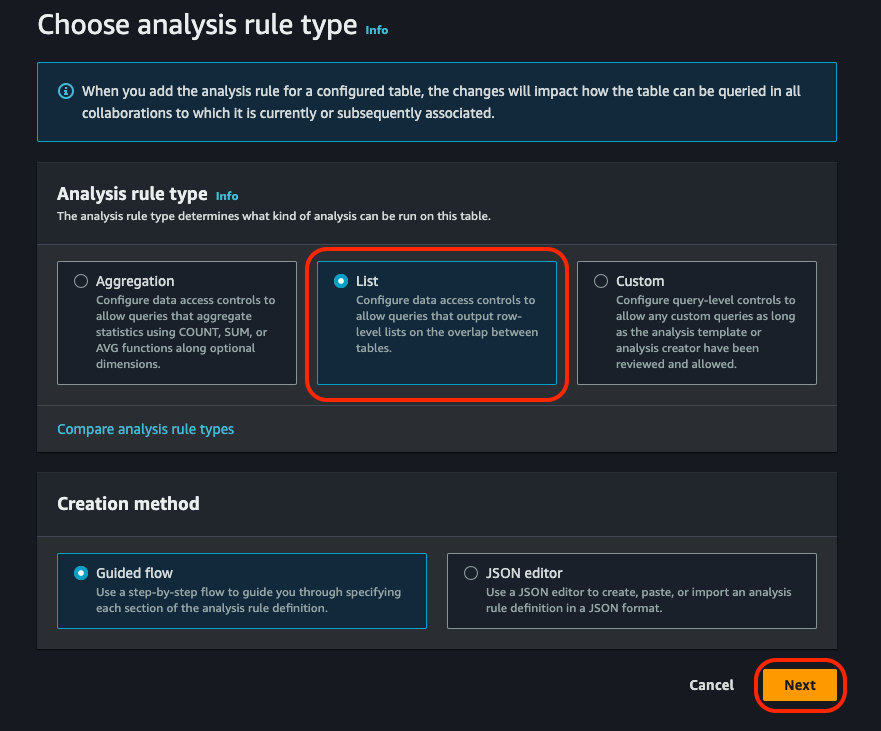 Choose analysis rule type Info
When you add the analysis rule for a configured table, the changes will impact how the table can be queried in all
collaborations to which it is currently or subsequently associated.
Analysis rule type Info
The analysis rule type determines what kind of analysis can be run on this table.
Aggregation
Configure data access controls to
allow queries that aggregate
statistics using COUNT, SUM, or
AVG functions along optional
dimensions.
List
Configure data access controls to
allow queries that output row-
level lists on the overlap between
tables.
Custom
Configure query-level controls to
allow any custom queries as long
as the analysis template or
analysis creator have been
reviewed and allowed.
Compare analysis rule types
Creation method
Guided flow
Use a step-by-step flow to guide you through specifying
each section of the analysis rule definition.
JSON editor
Use a JSON editor to create, paste, or import an analysis
rule definition in a JSON format.
Cancel
Next